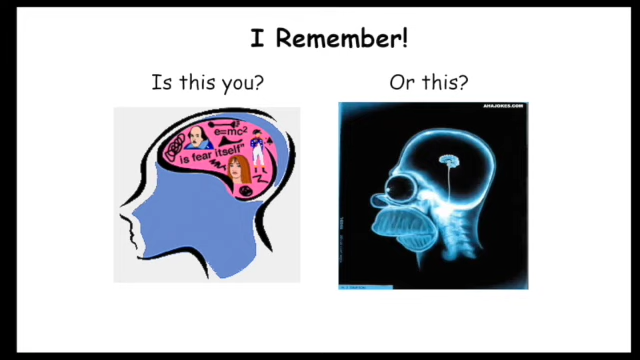 I Remember!
Is this you?
Or this?
AHAJOKES.COM
e=mc²
is fear itself"